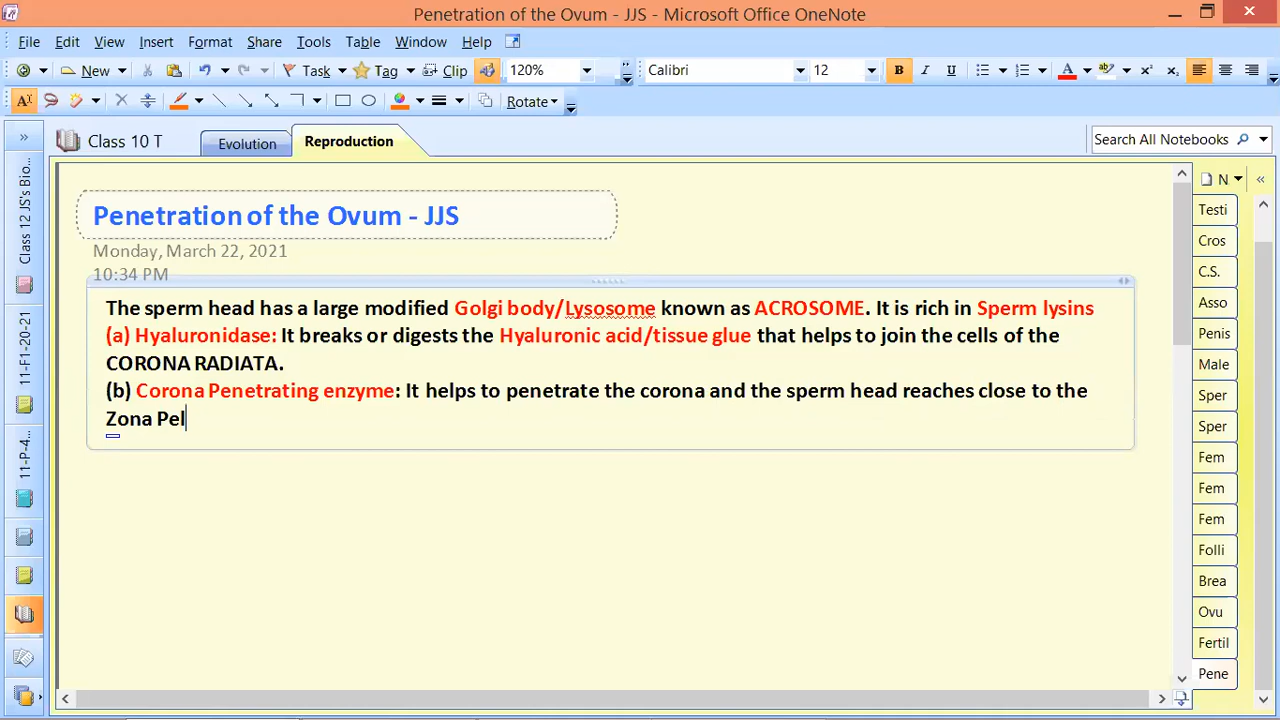 Penetration of the Ovum - JJS - Microsoft Office OneNote
File Edit View Insert Format Share Tools Table Window Help
New Task Tag Clip 120% Calibri 12 B I U
Rotate
Class 10 T Evolution Reproduction Search All Notebooks
N
Penetration of the Ovum - JJS
Monday, March 22, 2021
10:34 PM
The sperm head has a large modified Golgi body/Lysosome known as ACROSOME. It is rich in Sperm lysins
(a) Hyaluronidase: It breaks or digests the Hyaluronic acid/tissue glue that helps to join the cells of the
CORONA RADIATA.
(b) Corona Penetrating enzyme: It helps to penetrate the corona and the sperm head reaches close to the
Zona Pel
Class 12 JS's Bio...
11-F1-20-21
11-P-4...
Testi
Cros
C.S.
Asso
Penis
Male
Sper
Sper
Fem
Fem
Fem
Folli
Brea
Ovu
Fertil
Pene